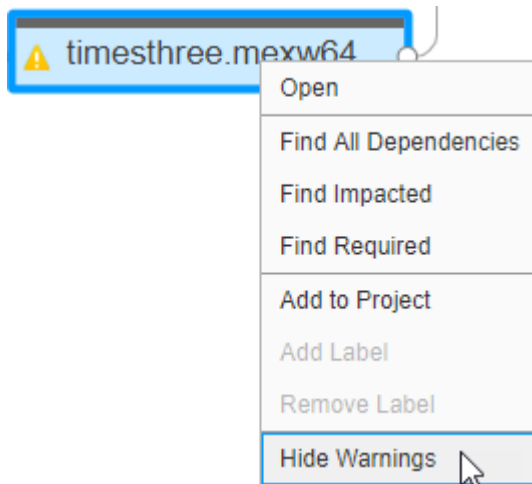 timesthree.mexw64
Open
Find All Dependencies
Find Impacted
Find Required
Add to Project
Add Label
Remove Label
Hide Warnings